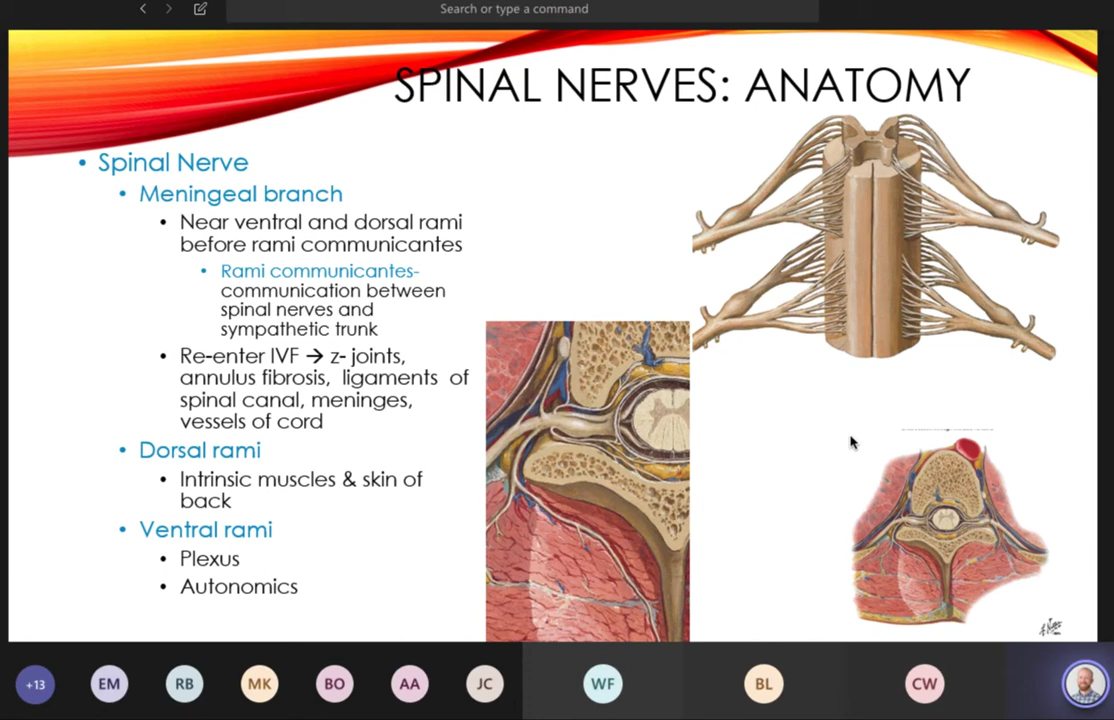 Search or type a command
SPINAL NERVES: ANATOMY
• Spinal Nerve
• Meningeal branch
• Near ventral and dorsal rami
before rami communicantes
• Rami communicantes-
communication between
spinal nerves and
sympathetic trunk
• Re-enter IVF → z- joints,
annulus fibrosis, ligaments of
spinal canal, meninges,
vessels of cord
• Dorsal rami
• Intrinsic muscles & skin of
back
• Ventral rami
• Plexus
• Autonomics
+13
EM
RB
MK
BO
AA
JC
WF
BL
CW